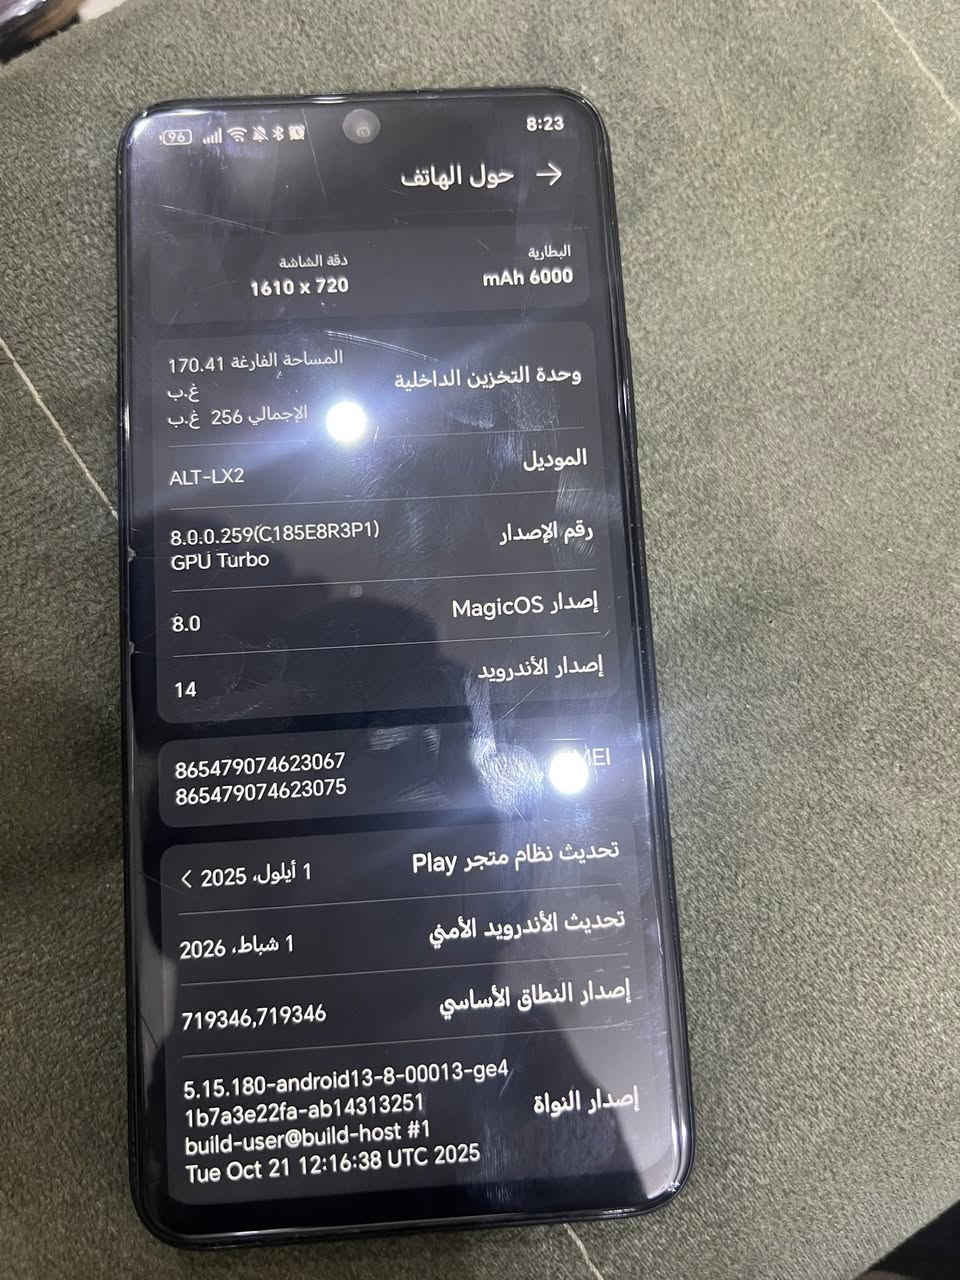 8:23
96
حول الهاتف
البطارية
6000 mAh
دقة الشاشة
720 x 1610
وحدة التخزين الداخلية
المساحة الفارغة 170.41
غ.ب
الإجمالي 256 غ.ب
الموديل
ALT-LX2
رقم الإصدار
8.0.0.259(C185E8R3P1)
GPU Turbo
إصدار MagicOS
8.0
إصدار الأندرويد
14
IMEI
865479074623067
865479074623075
تحديث نظام متجر Play
1 أيلول، 2025
تحديث الأندرويد الأمني
1 شباط، 2026
إصدار النطاق الأساسي
719346,719346
إصدار النواة
5.15.180-android13-8-00013-ge4
1b7a3e22fa-ab14313251
build-user@build-host #1
Tue Oct 21 12:16:38 UTC 2025